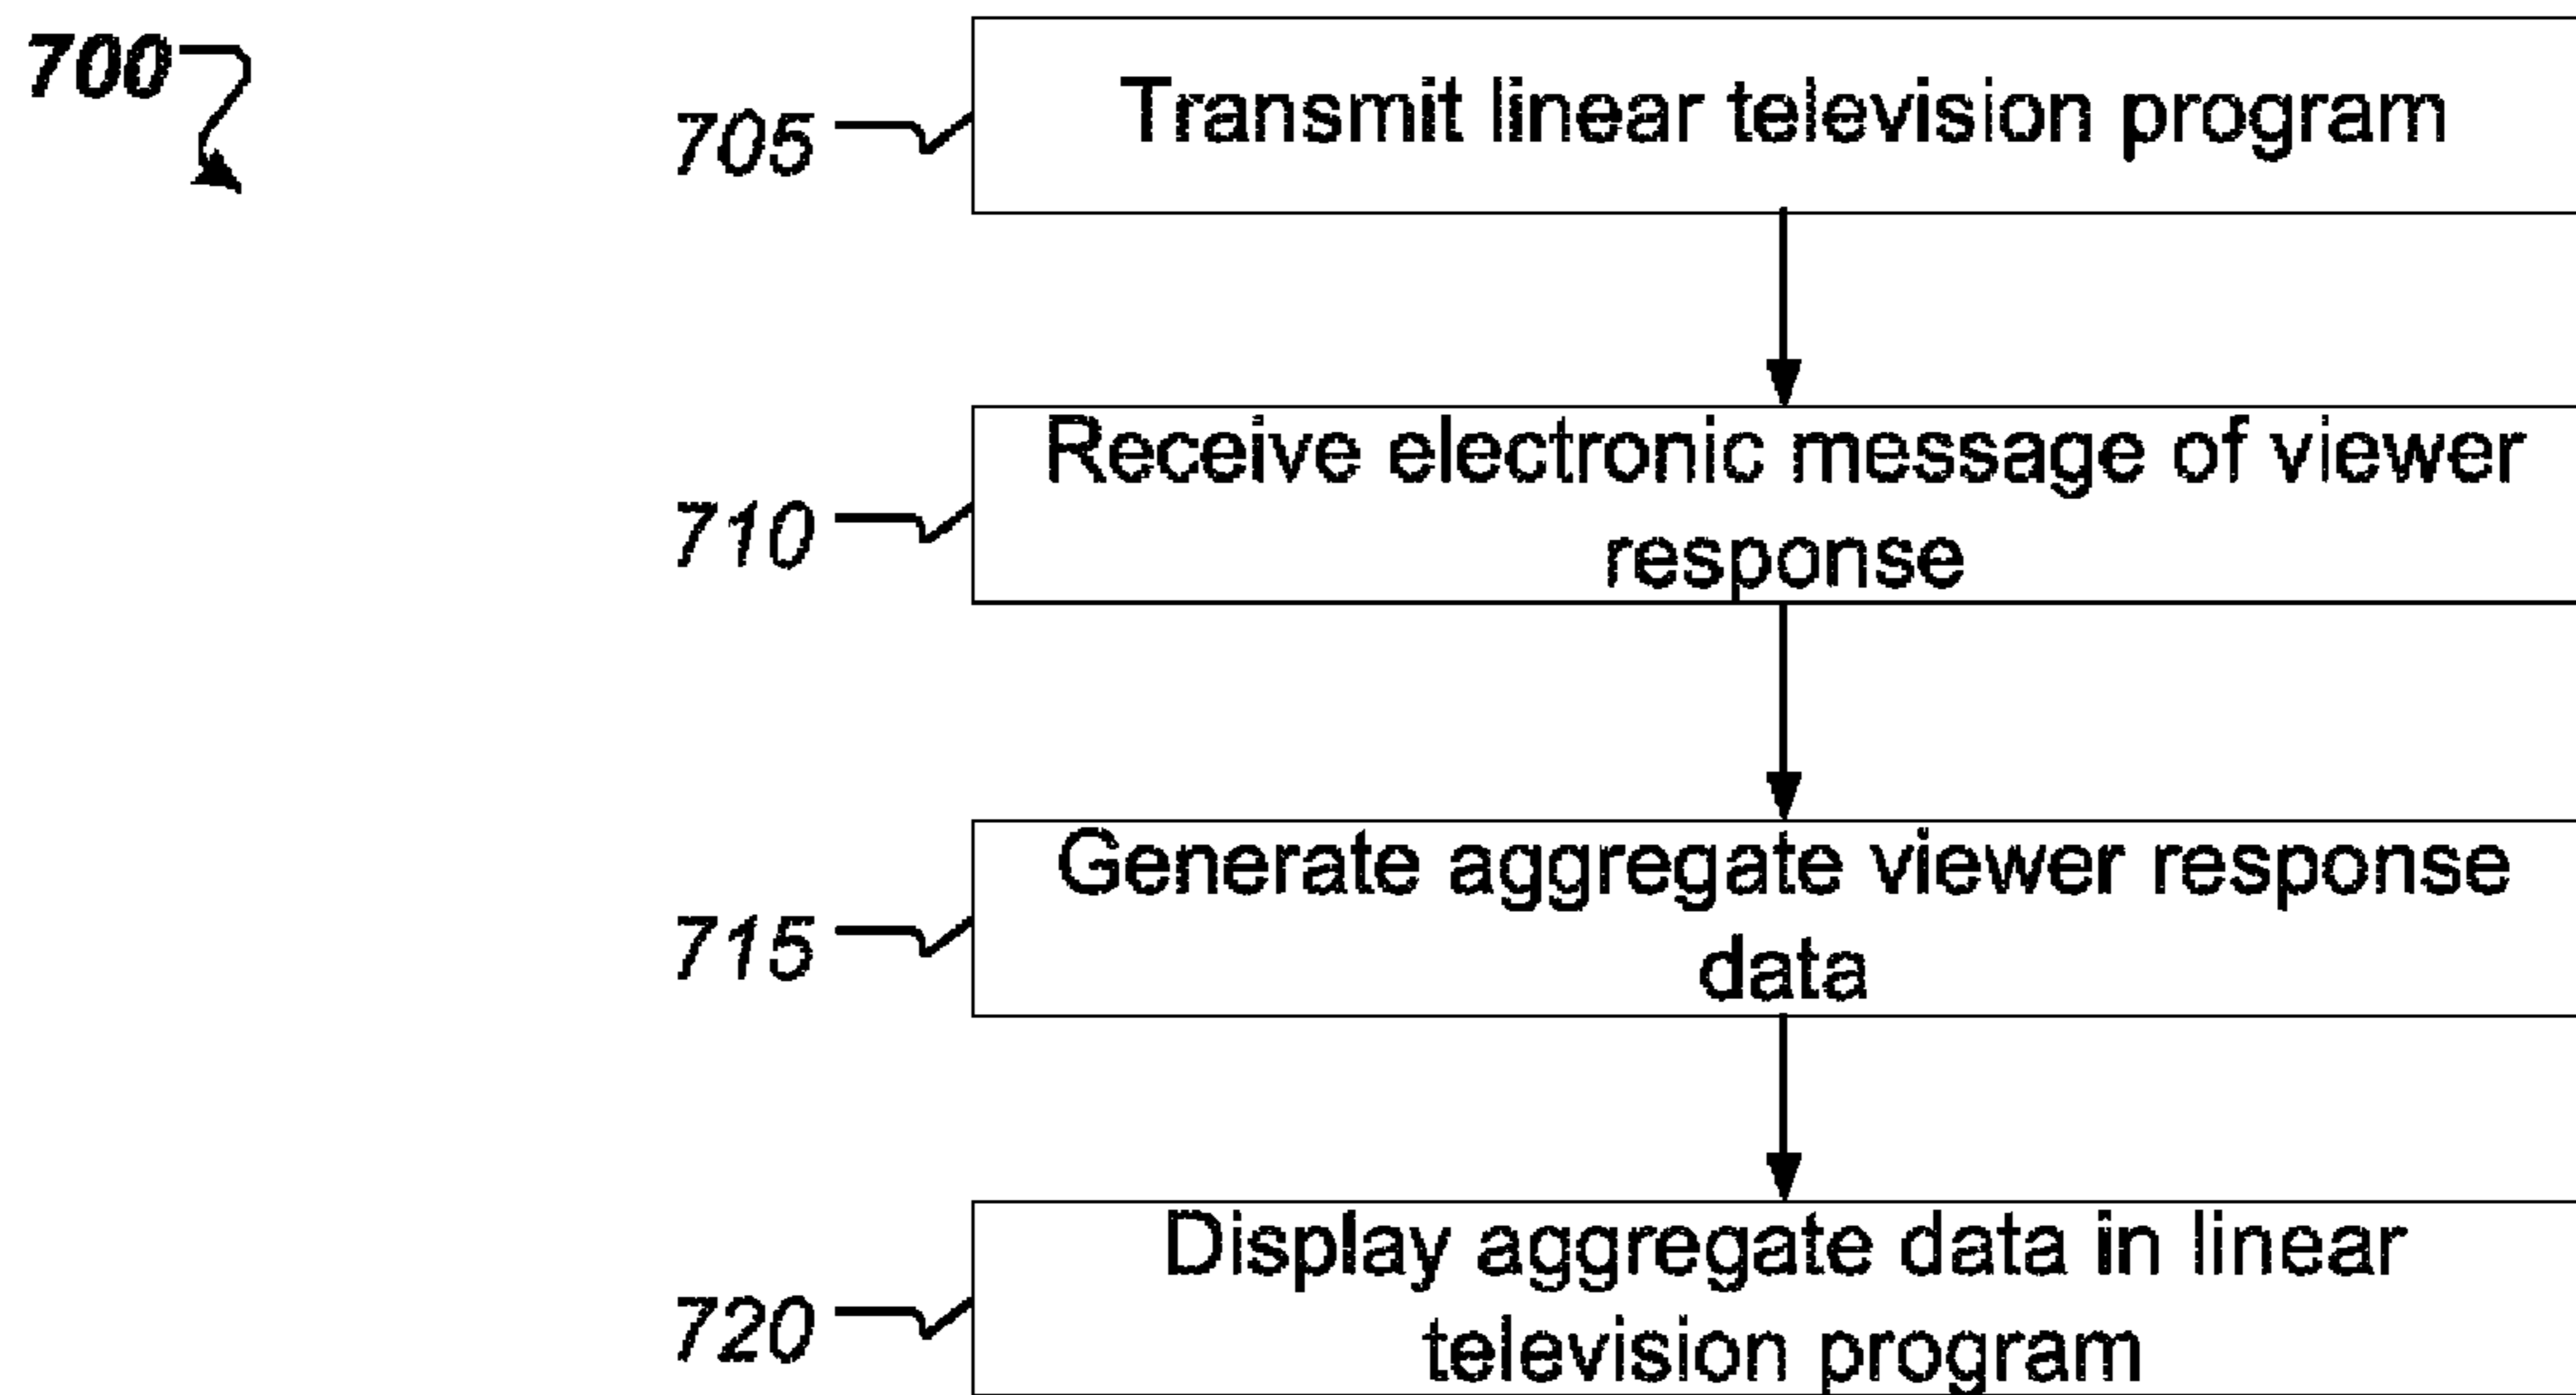 700
705
Transmit linear television program
710
Receive electronic message of viewer
response
715
Generate aggregate viewer response
data
720
Display aggregate data in linear
television program